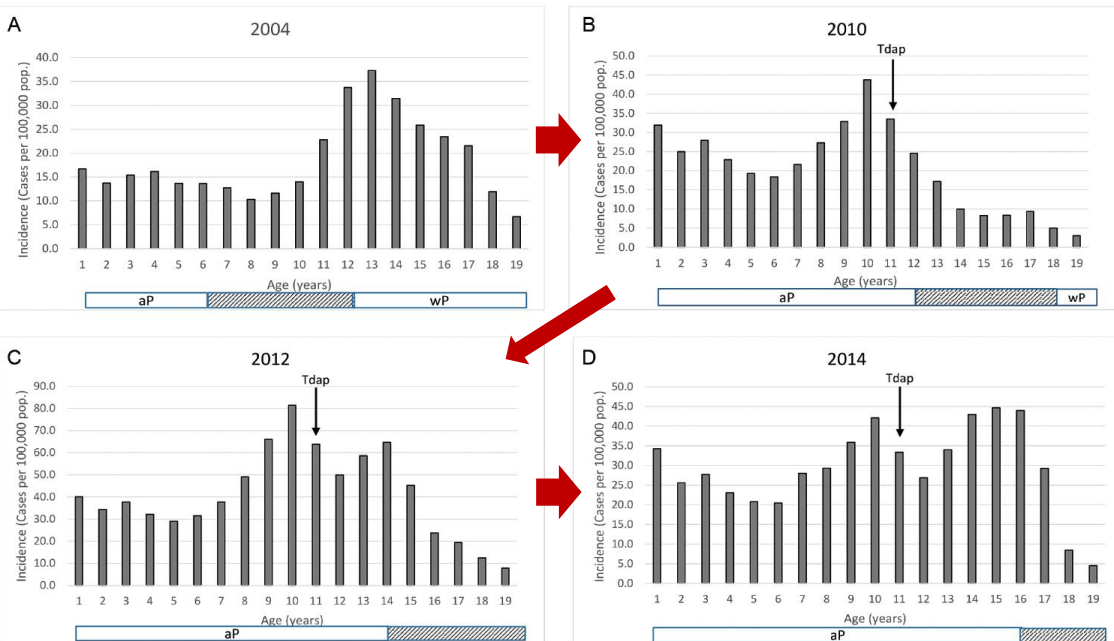 A
2004
Incidence (Cases per 100,000 pop.)
40.0
35.0
30.0
25.0
20.0
15.0
10.0
5.0
0.0
1 2 3 4 5 6 7 8 9 10 11 12 13 14 15 16 17 18 19
Age (years)
aP wP
B
2010
Tdap
Incidence (Cases per 100,000 pop.)
50.0
45.0
40.0
35.0
30.0
25.0
20.0
15.0
10.0
5.0
0.0
1 2 3 4 5 6 7 8 9 10 11 12 13 14 15 16 17 18 19
Age (years)
aP wP
C
2012
Tdap
Incidence (Cases per 100,000 pop.)
90.0
80.0
70.0
60.0
50.0
40.0
30.0
20.0
10.0
0.0
1 2 3 4 5 6 7 8 9 10 11 12 13 14 15 16 17 18 19
Age (years)
aP
D
2014
Tdap
Incidence (Cases per 100,000 pop.)
50.0
45.0
40.0
35.0
30.0
25.0
20.0
15.0
10.0
5.0
0.0
1 2 3 4 5 6 7 8 9 10 11 12 13 14 15 16 17 18 19
Age (years)
aP